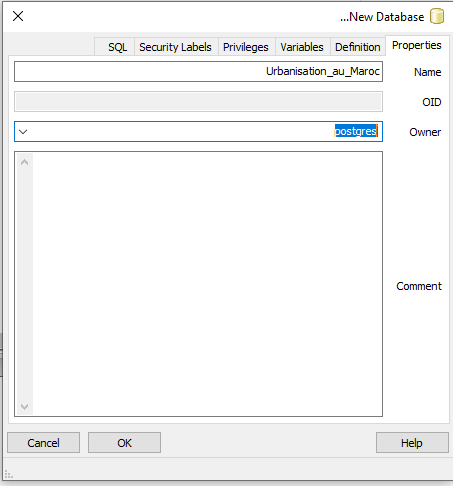 ...New Database
Properties
Definition
Variables
Privileges
Security Labels
SQL
Name
Urbanisation_au_Maroc
OID
Owner
postgres
Comment
Help
OK
Cancel